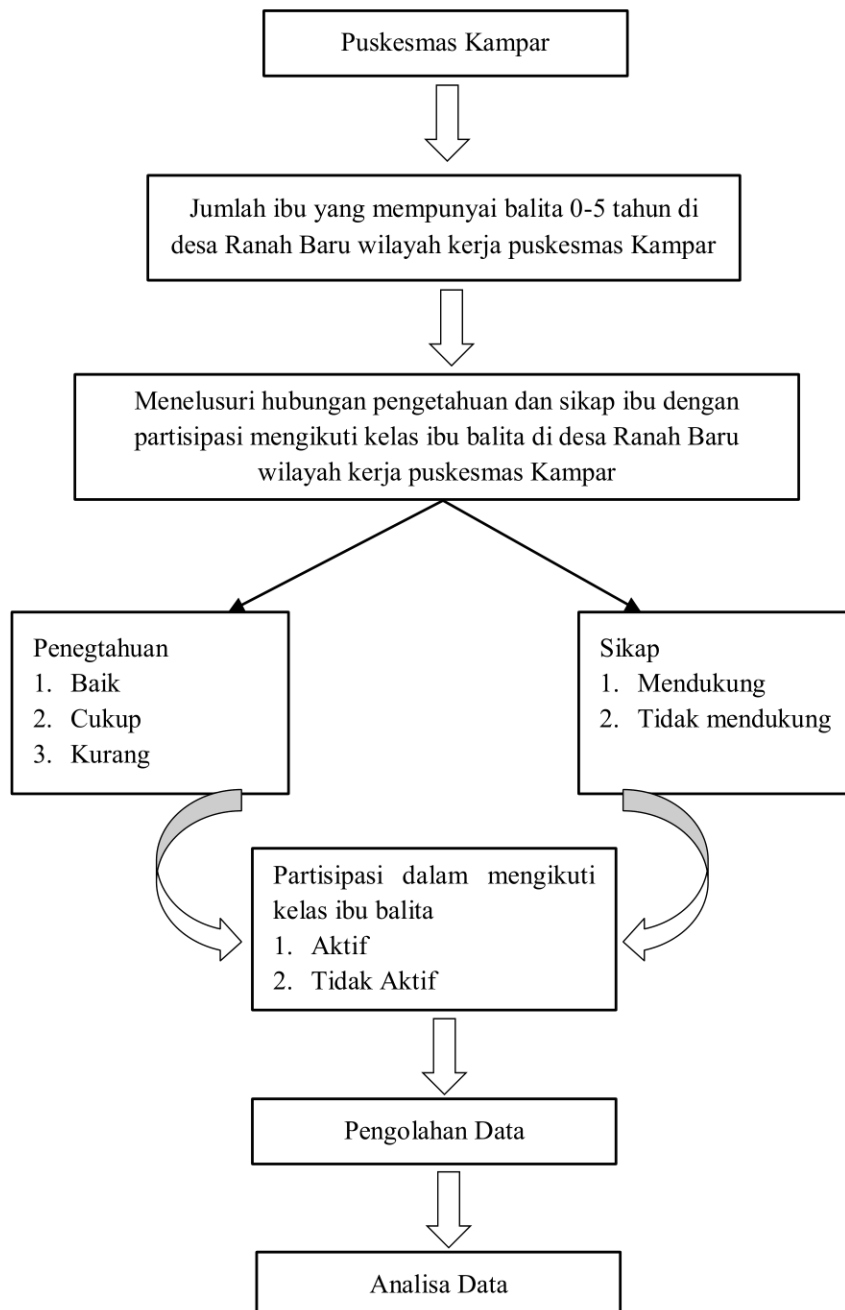 Puskesmas Kampar
Jumlah ibu yang mempunyai balita 0-5 tahun di
desa Ranah Baru wilayah kerja puskesmas Kampar
Menelusuri hubungan pengetahuan dan sikap ibu dengan
partisipasi mengikuti kelas ibu balita di desa Ranah Baru
wilayah kerja puskesmas Kampar
Penegtahuan
1. Baik
2. Cukup
3. Kurang
Sikap
1. Mendukung
2. Tidak mendukung
Partisipasi dalam mengikuti
kelas ibu balita
1. Aktif
2. Tidak Aktif
Pengolahan Data
Analisa Data